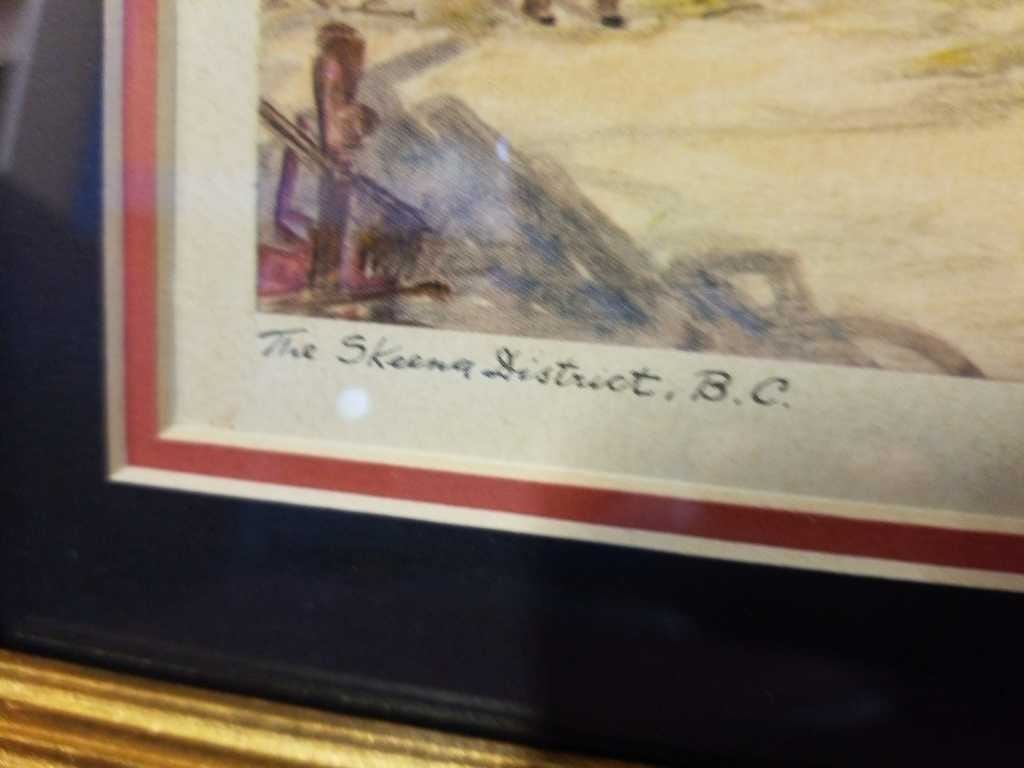 The Skeena District, B.C.